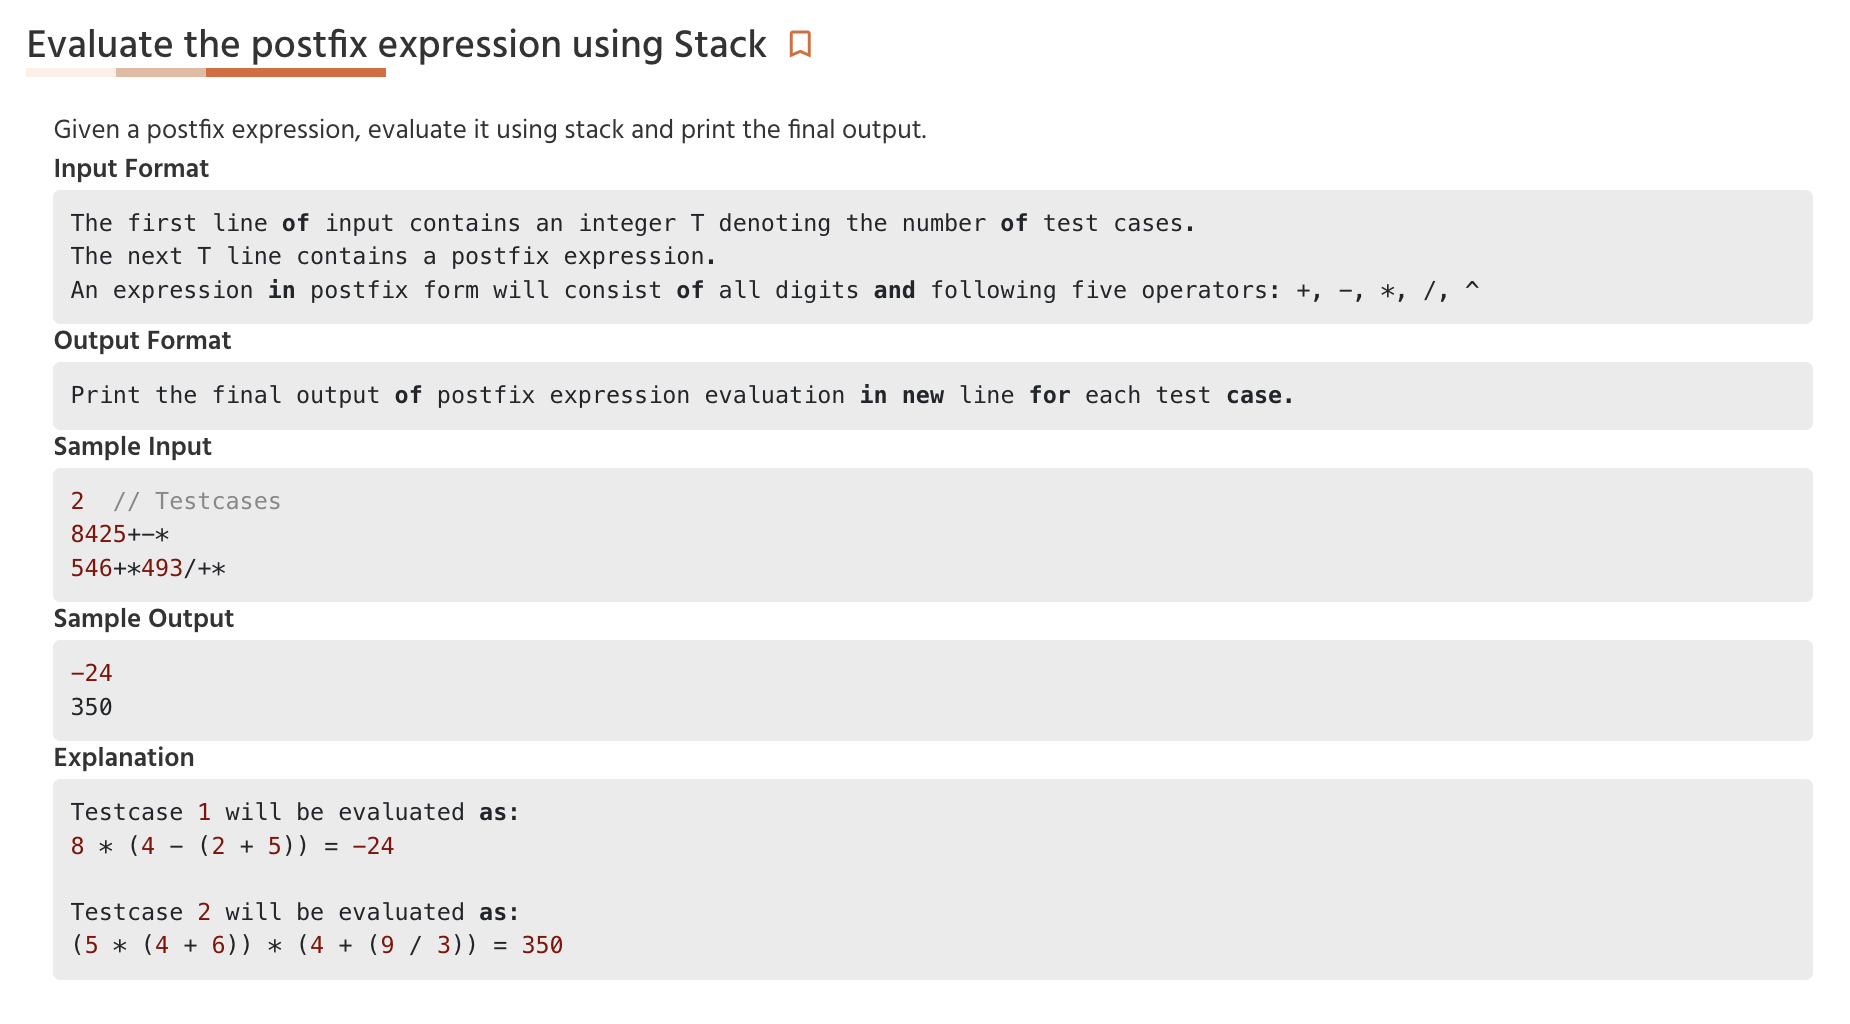 Evaluate the postfix expression using Stack
Given a postfix expression, evaluate it using stack and print the final output.
Input Format
The first line of input contains an integer T denoting the number of test cases.
The next T line contains a postfix expression.
An expression in postfix form will consist of all digits and following five operators: +, −, *, /, ^
Output Format
Print the final output of postfix expression evaluation in new line for each test case.
Sample Input
2  // Testcases
8425+−*
546+*493/+*
Sample Output
−24
350
Explanation
Testcase 1 will be evaluated as:
8 * (4 − (2 + 5)) = −24
Testcase 2 will be evaluated as:
(5 * (4 + 6)) * (4 + (9 / 3)) = 350